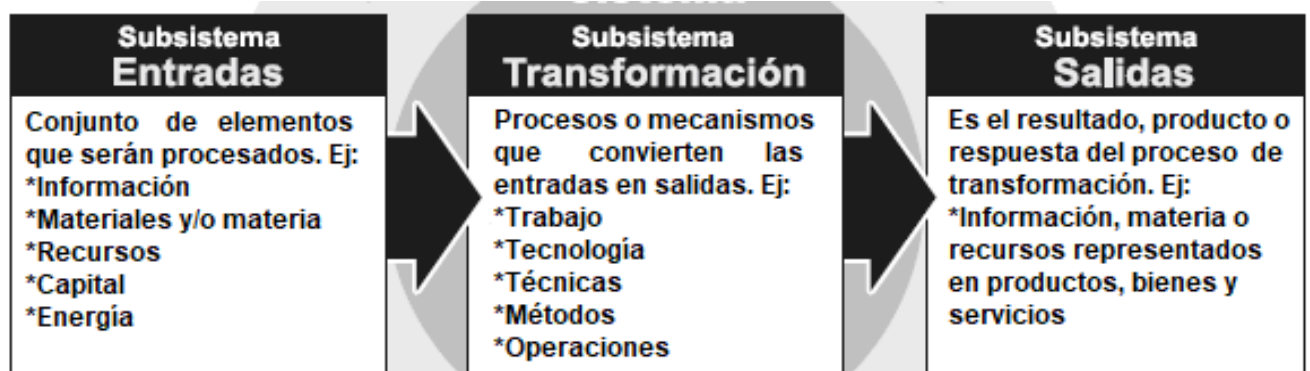 Subsistema
Entradas
Conjunto de elementos
que serán procesados. Ej:
*Información
*Materiales y/o materia
*Recursos
*Capital
*Energía
Subsistema
Transformación
Procesos o mecanismos
que convierten las
entradas en salidas. Ej:
*Trabajo
*Tecnología
*Técnicas
*Métodos
*Operaciones
Subsistema
Salidas
Es el resultado, producto o
respuesta del proceso de
transformación. Ej:
*Información, materia o
recursos representados
en productos, bienes y
servicios